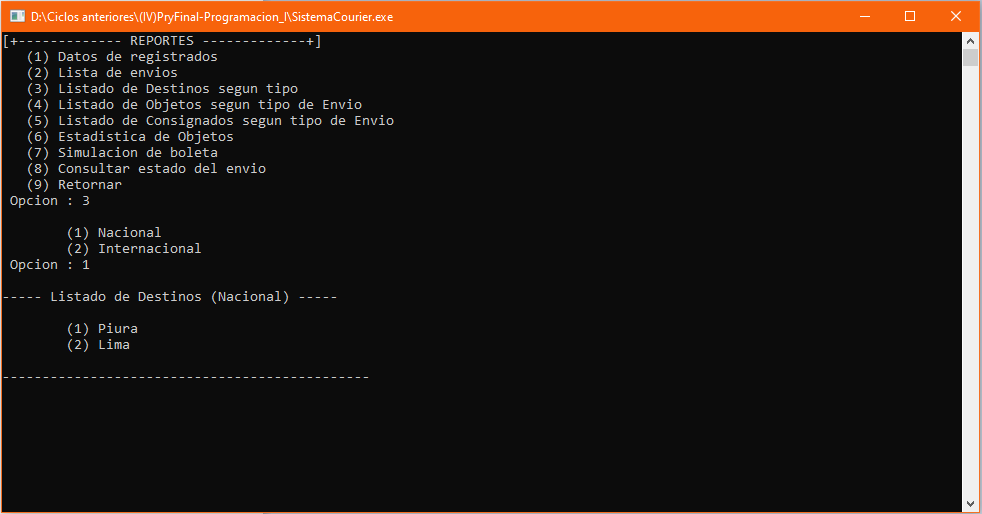 D:\Ciclos anteriores\(IV)PryFinal-Programacion_I\SistemaCourier.exe
[+------------- REPORTES -------------+]
(1) Datos de registrados
(2) Lista de envios
(3) Listado de Destinos segun tipo
(4) Listado de Objetos segun tipo de Envio
(5) Listado de Consignados segun tipo de Envio
(6) Estadistica de Objetos
(7) Simulacion de boleta
(8) Consultar estado del envio
(9) Retornar
Opcion : 3
(1) Nacional
(2) Internacional
Opcion : 1
----- Listado de Destinos (Nacional) -----
(1) Piura
(2) Lima
----------------------------------------------